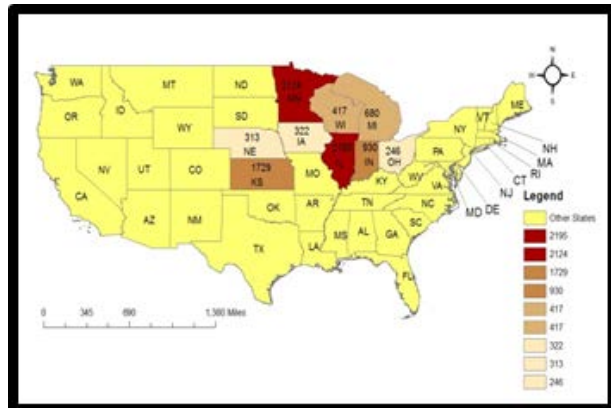 N
W
E
S
WA
MT
ND
ME
OR
ID
SD
417
WI
680
MI
VT
NY
NH
WY
313
NE
322
IA
MA
NV
UT
CO
1729
KS
MO
930
IN
246
OH
PA
RI
CT
NJ
KY
WV
VA
MD
DE
CA
AZ
NM
OK
AR
TN
NC
SC
TX
LA
MS
AL
GA
FL
Legend
Other States
2195
2124
1729
930
417
417
322
313
246
0 345 690 1,380 Miles